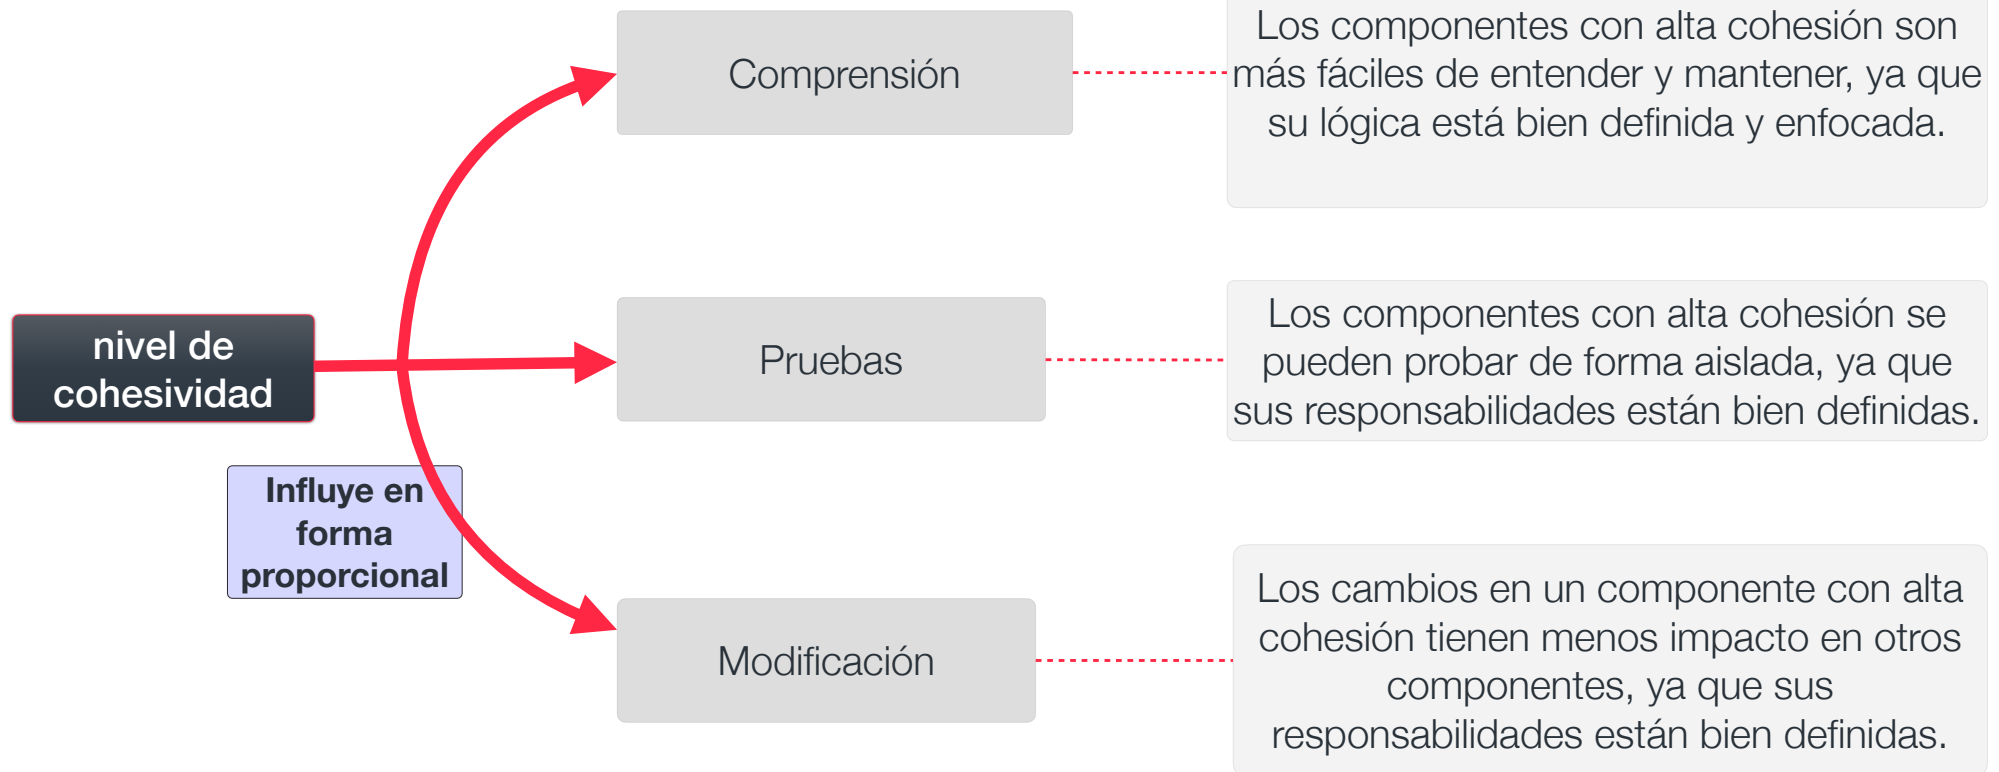 nivel de
cohesividad
Influye en
forma
proporcional
Comprensión
Los componentes con alta cohesión son
más fáciles de entender y mantener, ya que
su lógica está bien definida y enfocada.
Pruebas
Los componentes con alta cohesión se
pueden probar de forma aislada, ya que
sus responsabilidades están bien definidas.
Modificación
Los cambios en un componente con alta
cohesión tienen menos impacto en otros
componentes, ya que sus
responsabilidades están bien definidas.